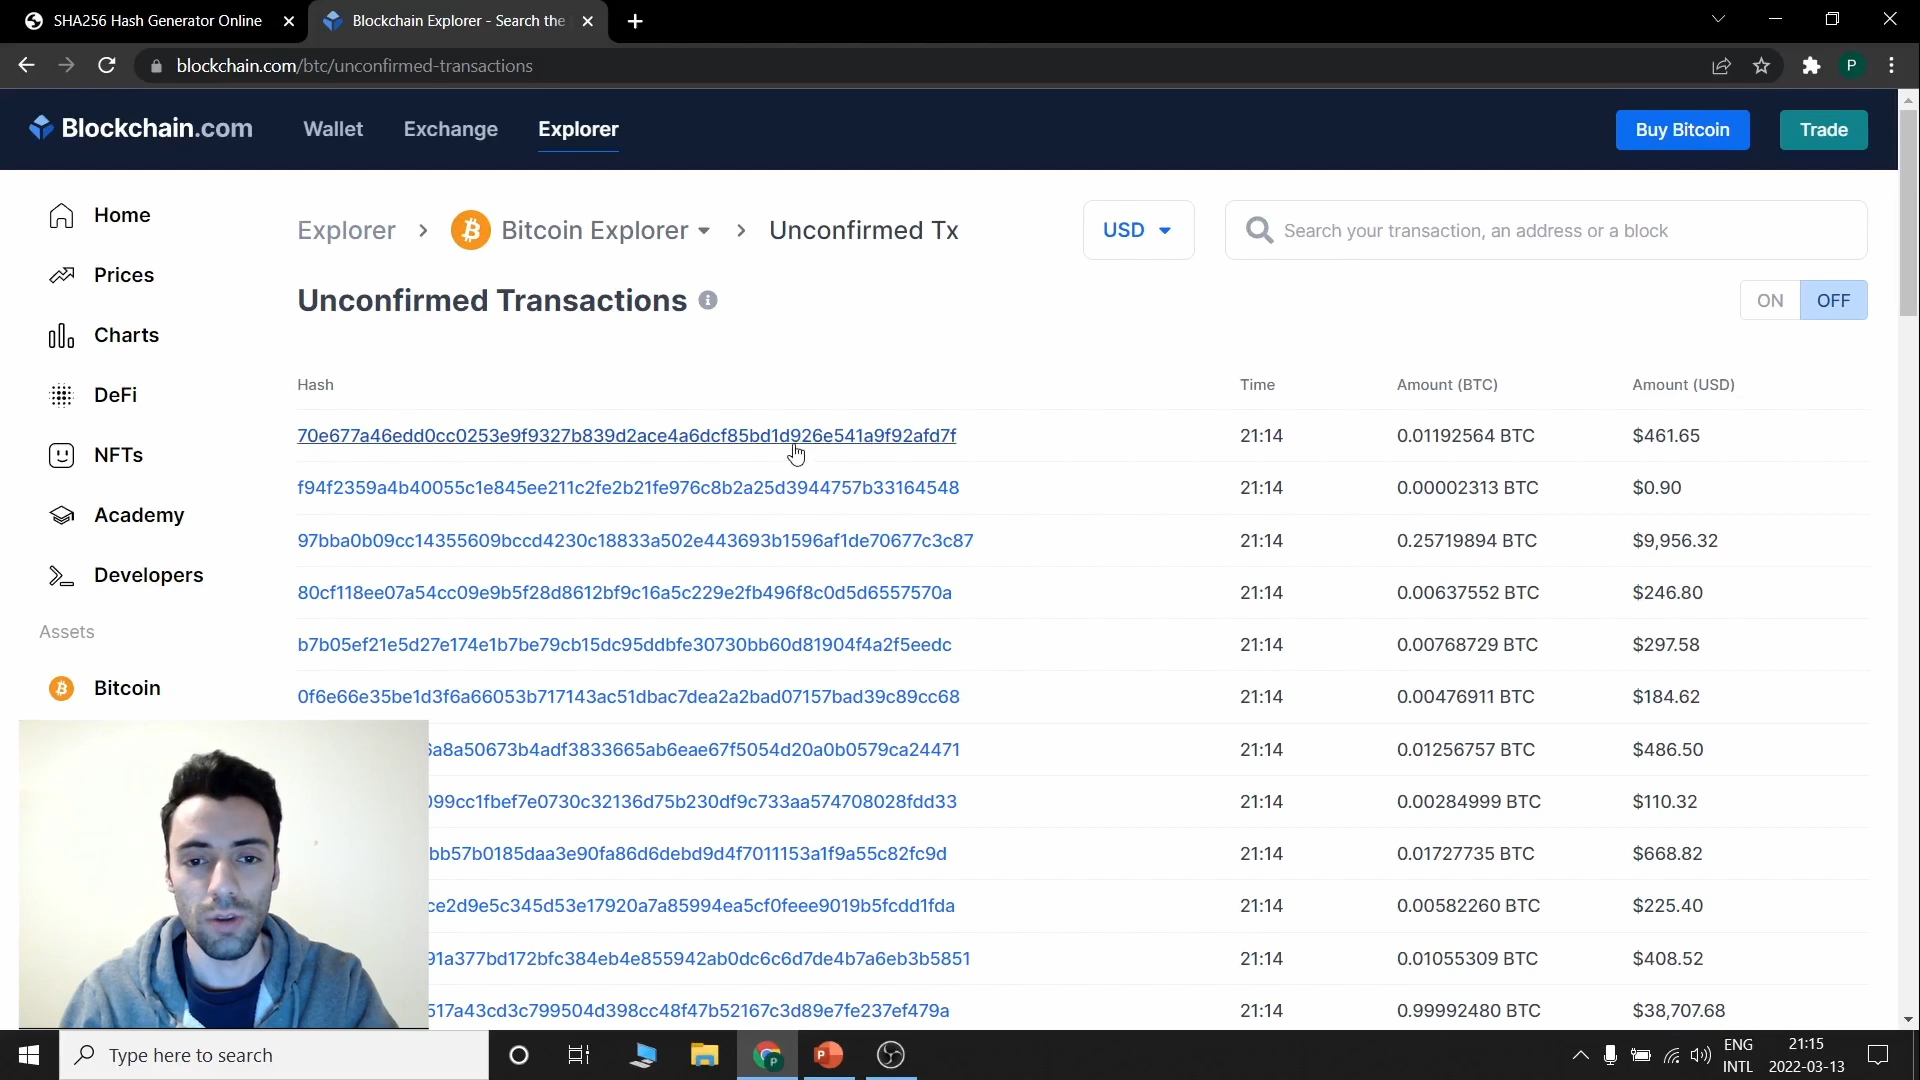 SHA256 Hash Generator Online
Blockchain Explorer - Search the
blockchain.com/btc/unconfirmed-transactions
P
Blockchain.com
Wallet
Exchange
Explorer
Buy Bitcoin
Trade
Home
Prices
Charts
DeFi
NFTs
Academy
Developers
Assets
Bitcoin
Explorer > Bitcoin Explorer > Unconfirmed Tx
USD
Search your transaction, an address or a block
Unconfirmed Transactions
ON OFF
Hash Time Amount (BTC) Amount (USD)
70e677a46edd0cc0253e9f9327b839d2ace4a6dcf85bd1d926e541a9f92afd7f 21:14 0.01192564 BTC $461.65
f94f2359a4b40055c1e845ee211c2fe2b21fe976c8b2a25d3944757b33164548 21:14 0.00002313 BTC $0.90
97bba0b09cc14355609bccd4230c18833a502e443693b1596af1de70677c3c87 21:14 0.25719894 BTC $9,956.32
80cf118ee07a54cc09e9b5f28d8612bf9c16a5c229e2fb496f8c0d5d6557570a 21:14 0.00637552 BTC $246.80
b7b05ef21e5d27e174e1b7be79cb15dc95ddbfe30730bb60d81904f4a2f5eedc 21:14 0.00768729 BTC $297.58
0f6e66e35be1d3f6a66053b717143ac51dbac7dea2a2bad07157bad39c89cc68 21:14 0.00476911 BTC $184.62
a8a50673b4adf3833665ab6eae67f5054d20a0b0579ca24471 21:14 0.01256757 BTC $486.50
99cc1fbef7e0730c32136d75b230df9c733aa574708028fdd33 21:14 0.00284999 BTC $110.32
bb57b0185daa3e90fa86d6debd9d4f7011153a1f9a55c82fc9d 21:14 0.01727735 BTC $668.82
ce2d9e5c345d53e17920a7a85994ea5cf0feee9019b5fcdd1fda 21:14 0.00582260 BTC $225.40
91a377bd172bfc384eb4e855942ab0dc6c6d7de4b7a6eb3b5851 21:14 0.01055309 BTC $408.52
517a43cd3c799504d398cc48f47b52167c3d89e7fe237ef479a 21:14 0.99992480 BTC $38,707.68
Type here to search
ENG
INTL
21:15
2022-03-13